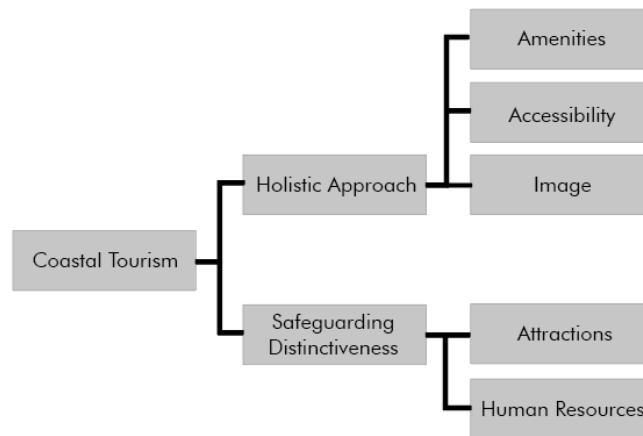 Amenities
Accessibility
Holistic Approach
Image
Coastal Tourism
Safeguarding
Distinctiveness
Attractions
Human Resources